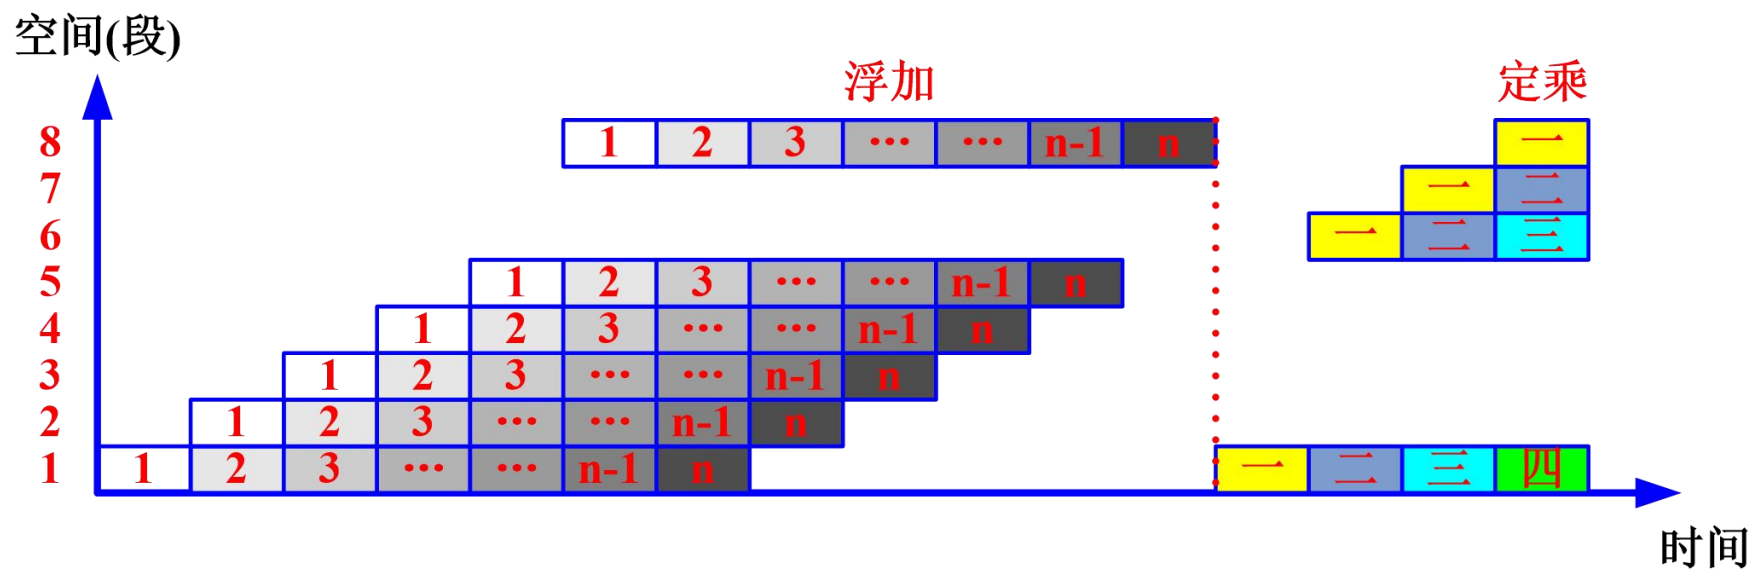 空间(段)
浮加 定乘
8 1 2 3 ··· ··· n-1 n 一
7 一 二
6 一 二 三
5 1 2 3 ··· ··· n-1 n
4 1 2 3 ··· ··· n-1 n
3 1 2 3 ··· ··· n-1 n
2 1 2 3 ··· ··· n-1 n
1 1 2 3 ··· ··· n-1 n 一 二 三 四
时间